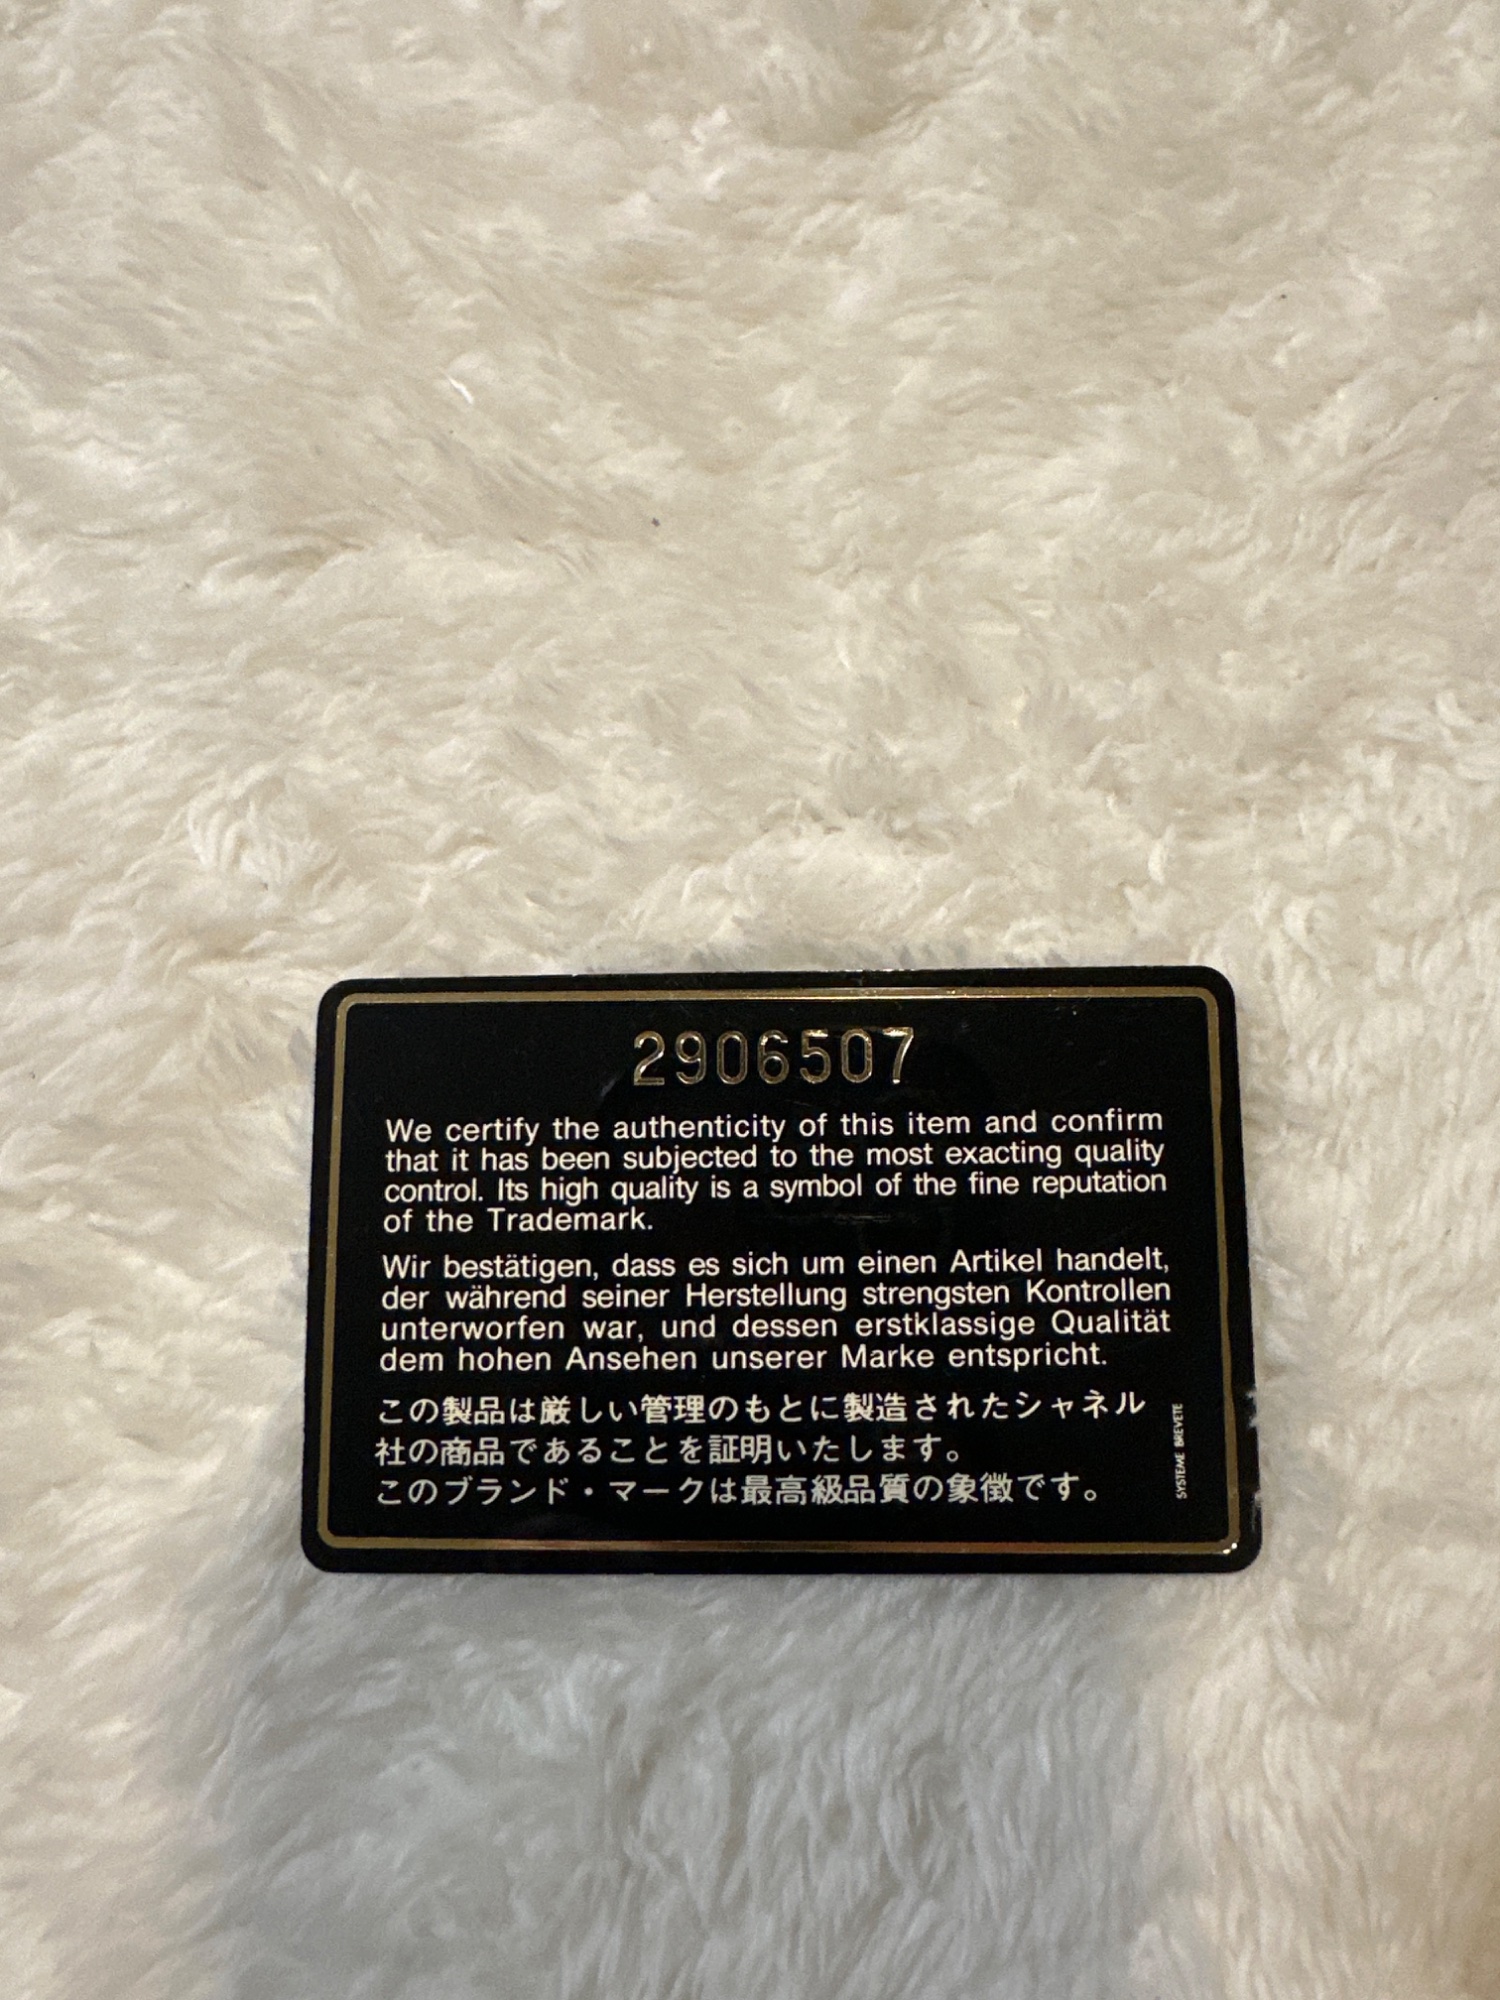 2906507
We certify the authenticity of this item and confirm
that it has been subjected to the most exacting quality
control. Its high quality is a symbol of the fine reputation
of the Trademark.
Wir bestätigen, dass es sich um einen Artikel handelt,
der während seiner Herstellung strengsten Kontrollen
unterworfen war, und dessen erstklassige Qualität
dem hohen Ansehen unserer Marke entspricht.
この製品は厳しい管理のもとに製造されたシャネル
社の商品であることを証明いたします。
このブランド・マークは最高級品質の象徴です。
SYSTEME BREVETE